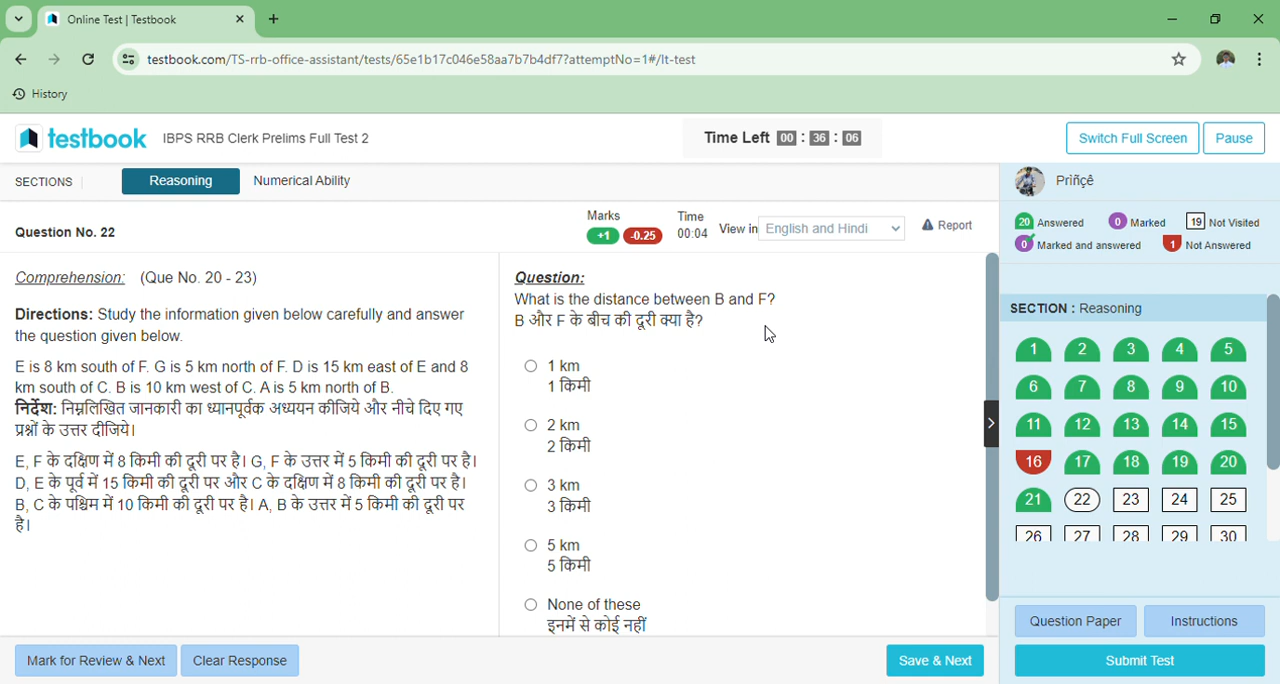 Online Test | Testbook
testbook.com/TS-rrb-office-assistant/tests/65e1b17c046e58aa7b7b4df7?attemptNo=1#/lt-test
History
testbook IBPS RRB Clerk Prelims Full Test 2 Time Left 00 : 36 : 06 Switch Full Screen Pause
SECTIONS Reasoning Numerical Ability
Prïñçê
Question No. 22
Marks
+1 -0.25
Time
00:04
View in English and Hindi
Report
20 Answered 0 Marked 19 Not Visited
0 Marked and answered 1 Not Answered
Comprehension: (Que No. 20 - 23)
Directions: Study the information given below carefully and answer
the question given below.
E is 8 km south of F. G is 5 km north of F. D is 15 km east of E and 8
km south of C. B is 10 km west of C. A is 5 km north of B.
निर्देश: निम्नलिखित जानकारी का ध्यानपूर्वक अध्ययन कीजिये और नीचे दिए गए
प्रश्नों के उत्तर दीजिये।
E, F के दक्षिण में 8 किमी की दूरी पर है। G, F के उत्तर में 5 किमी की दूरी पर है।
D, E के पूर्व में 15 किमी की दूरी पर और C के दक्षिण में 8 किमी की दूरी पर है।
B, C के पश्चिम में 10 किमी की दूरी पर है। A, B के उत्तर में 5 किमी की दूरी पर
है।
Question:
What is the distance between B and F?
B और F के बीच की दूरी क्या है?
1 km
1 किमी
2 km
2 किमी
3 km
3 किमी
5 km
5 किमी
None of these
इनमें से कोई नहीं
SECTION : Reasoning
1 2 3 4 5
6 7 8 9 10
11 12 13 14 15
16 17 18 19 20
21 22 23 24 25
26 27 28 29 30
Question Paper Instructions
Mark for Review & Next Clear Response Save & Next Submit Test